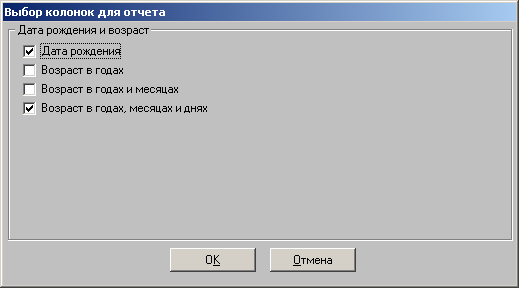 Выбор колонок для отчета
Дата рождения и возраст
Дата рождения
Возраст в годах
Возраст в годах и месяцах
Возраст в годах, месяцах и днях
OK Отмена